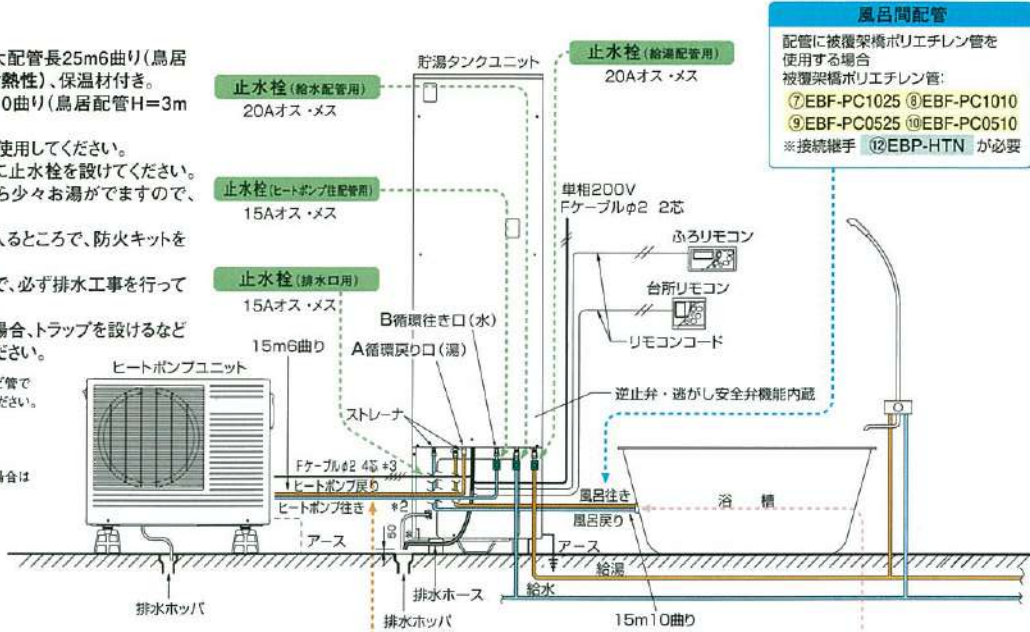 大配管長25m6曲り(鳥居
熱性)、保温材付き。
0曲り(鳥居配管H=3m
使用してください。
に止水栓を設けてください。
ら少々お湯がでますので、
るところで、防火キットを
で、必ず排水工事を行って
場合、トラップを設けるなど
ださい。
管で
ださい。
場合は
風呂間配管
配管に被覆架橋ポリエチレン管を
使用する場合
被覆架橋ポリエチレン管:
⑦EBF-PC1025 ⑧EBF-PC1010
⑨EBF-PC0525 ⑩EBF-PC0510
※接続継手 ⑫EBP-HTN が必要
貯湯タンクユニット
止水栓(給湯配管用)
20Aオス・メス
止水栓(給水配管用)
20Aオス・メス
止水栓(ヒートポンプ往配管用)
15Aオス・メス
止水栓(排水口用)
15Aオス・メス
単相200V
Fケーブルφ2 2芯
ふろリモコン
台所リモコン
リモコンコード
B循環往き口(水)
A循環戻り口(湯)
15m6曲り
ヒートポンプユニット
ストレーナ
逆止弁・逃がし安全弁機能内蔵
Fケーブルφ2 4芯 *3
ヒートポンプ戻り
ヒートポンプ往き *2
風呂往き
風呂戻り
浴槽
50
*1
アース
アース
給湯
給水
排水ホース
排水ホッパ
排水ホッパ
15m10曲り